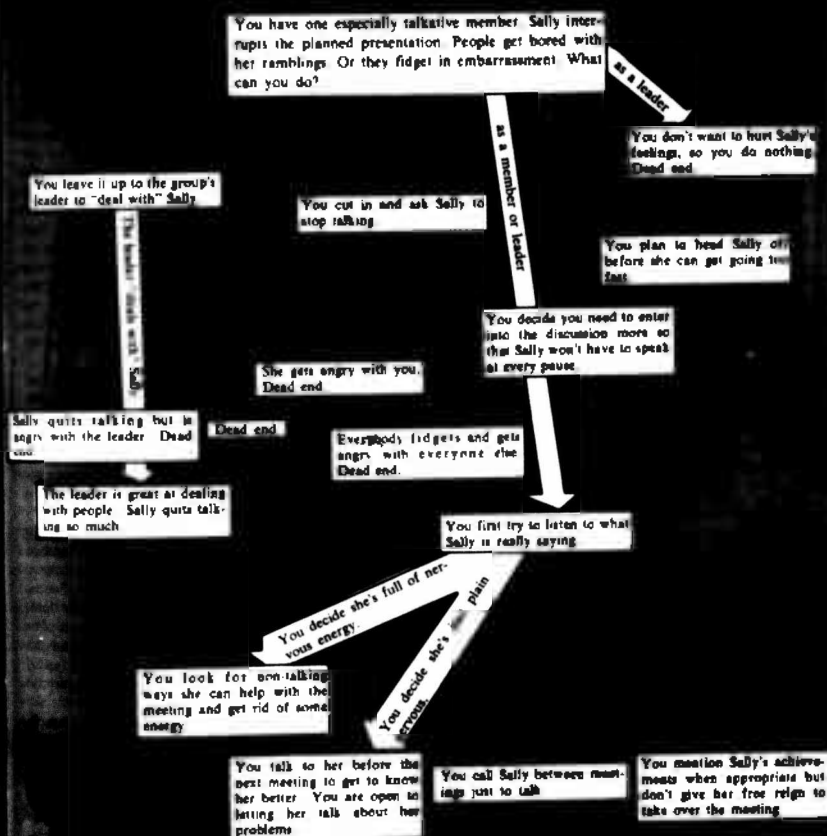 You have one especially talkative member. Sally inter-
rupts the planned presentation. People get bored with
her ramblings. Or they fidget in embarrassment. What
can you do?
as a leader
as a member or leader
You don't want to hurt Sally's
feelings, so you do nothing.
Dead end
You leave it up to the group's
leader to "deal with" Sally
The leader "deals with" Sally
You cut in and ask Sally to
stop talking
You plan to head Sally off
before she can get going too
fast
You decide you need to enter
into the discussion more so
that Sally won't have to speak
at every pause
She gets angry with you.
Dead end
Sally quits talking but is
angry with the leader. Dead
end
Dead end
Everybody fidgets and gets
angry with everyone else
Dead end.
The leader is great at dealing
with people. Sally quits talk-
ing so much
You first try to listen to what
Sally is really saying
You decide she's full of ner-
vous energy.
You decide she's plain
nervous.
You look for non-talking
ways she can help with the
meeting and get rid of some
energy
You talk to her before the
next meeting to get to know
her better. You are open to
letting her talk about her
problems
You call Sally between meet-
ings just to talk
You mention Sally's achieve-
ments when appropriate but
don't give her free reign to
take over the meeting